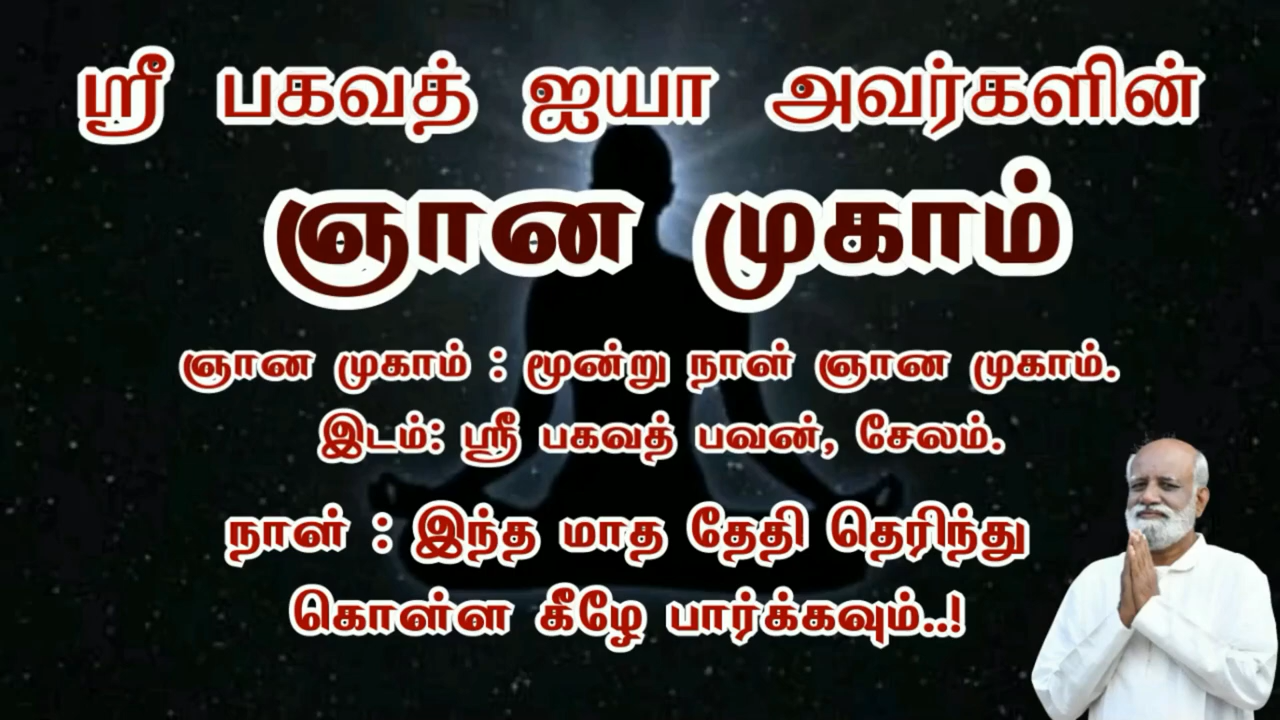 ஸ்ரீ பகவத் ஐயா அவர்களின்
ஞான முகாம்
ஞான முகாம் : மூன்று நாள் ஞான முகாம்.
இடம்: ஸ்ரீ பகவத் பவன், சேலம்.
நாள் : இந்த மாத தேதி தெரிந்து
கொள்ள கீழே பார்க்கவும்..!